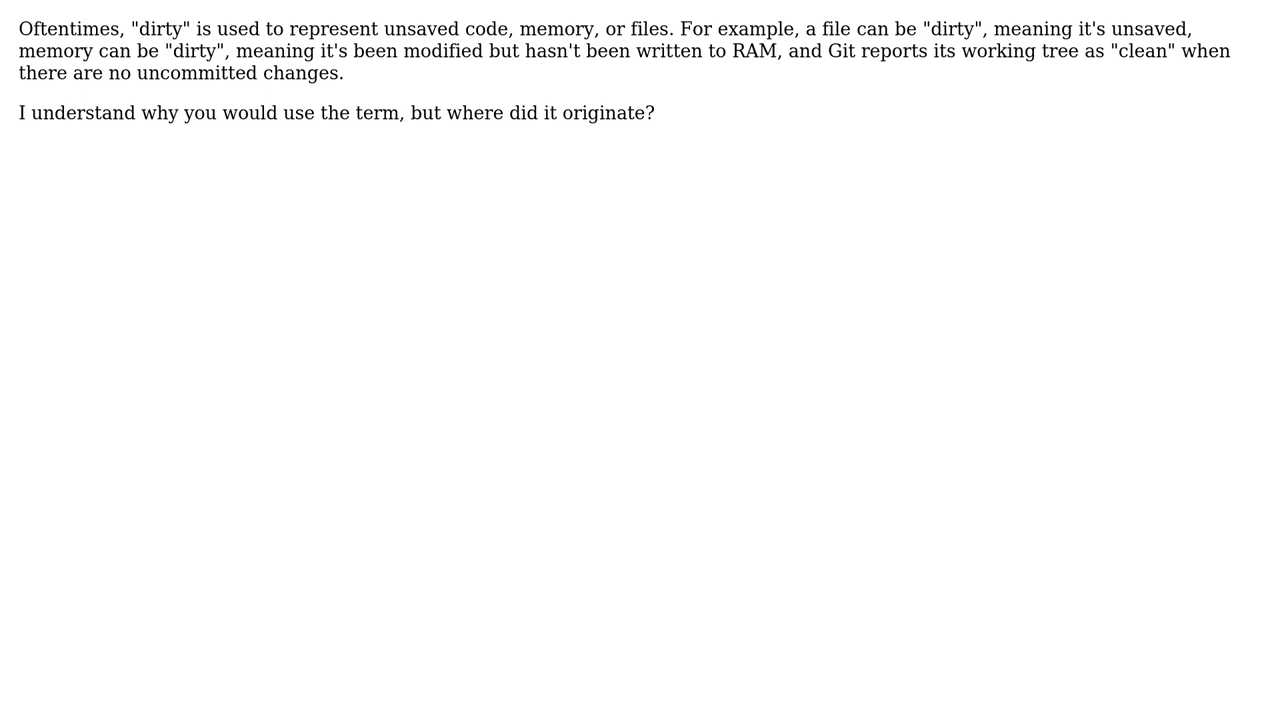 Oftentimes, "dirty" is used to represent unsaved code, memory, or files. For example, a file can be "dirty", meaning it's unsaved,
memory can be "dirty", meaning it's been modified but hasn't been written to RAM, and Git reports its working tree as "clean" when
there are no uncommitted changes.
I understand why you would use the term, but where did it originate?